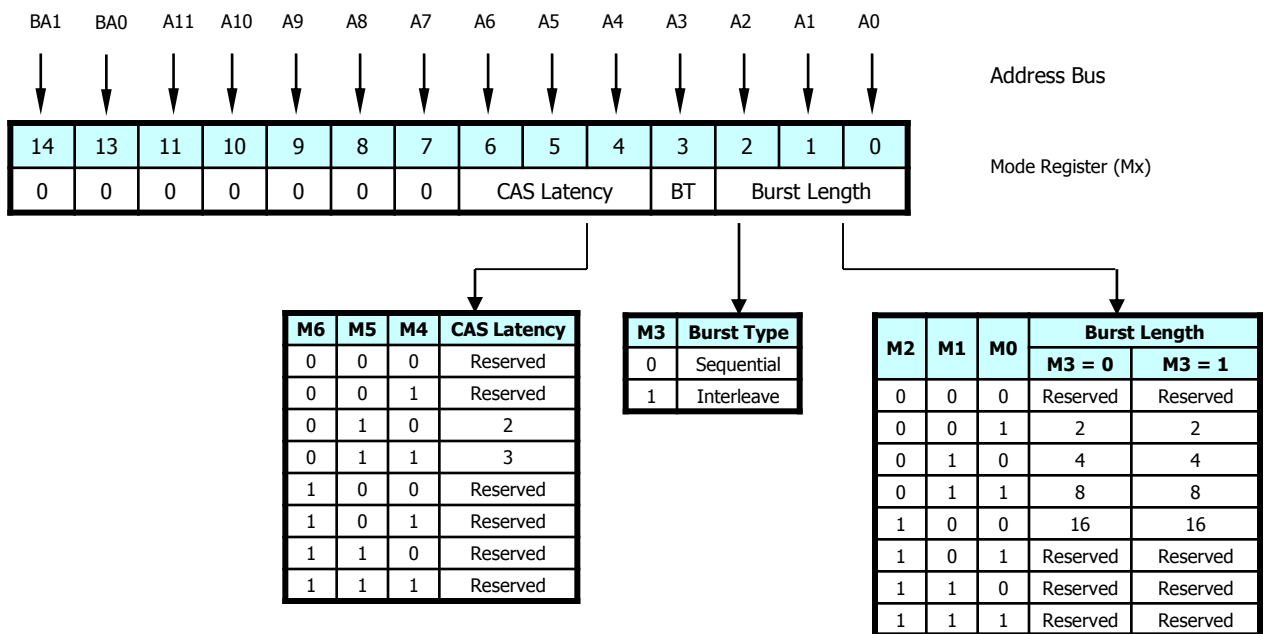 BA1 BA0 A11 A10 A9 A8 A7 A6 A5 A4 A3 A2 A1 A0
Address Bus
14 13 11 10 9 8 7 6 5 4 3 2 1 0
Mode Register (Mx)
0 0 0 0 0 0 0 CAS Latency BT Burst Length
M6 M5 M4 CAS Latency
0 0 0 Reserved
0 0 1 Reserved
0 1 0 2
0 1 1 3
1 0 0 Reserved
1 0 1 Reserved
1 1 0 Reserved
1 1 1 Reserved
M3 Burst Type
0 Sequential
1 Interleave
M2 M1 M0 Burst Length
M3 = 0 M3 = 1
0 0 0 Reserved Reserved
0 0 1 2 2
0 1 0 4 4
0 1 1 8 8
1 0 0 16 16
1 0 1 Reserved Reserved
1 1 0 Reserved Reserved
1 1 1 Reserved Reserved